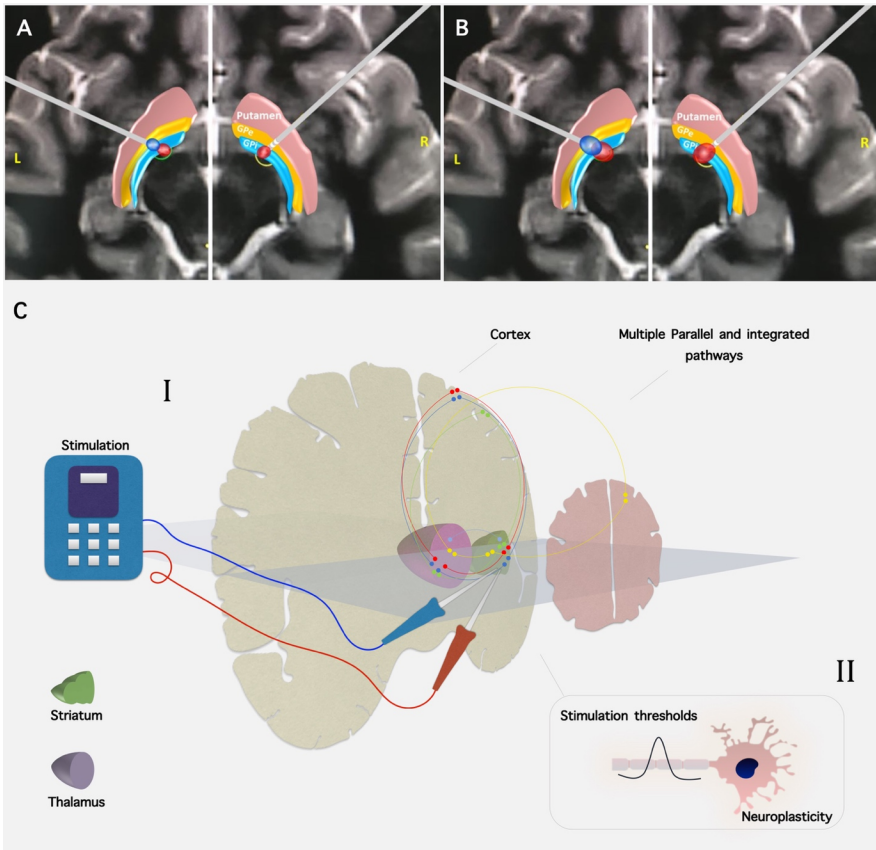 A
Putamen
GPe
GPi
L
R
B
Putamen
GPe
GPi
L
R
C
Cortex
Multiple Parallel and integrated
pathways
I
Stimulation
II
Stimulation thresholds
Striatum
Thalamus
Neuroplasticity